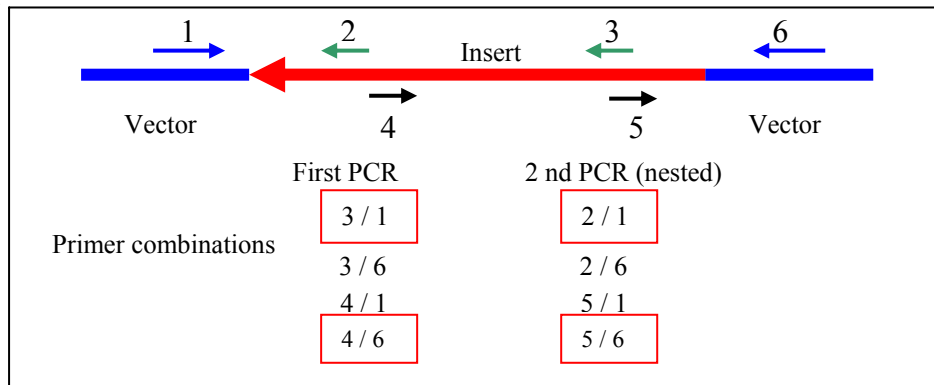 1 2 3 6
Insert
4 5
Vector Vector
First PCR 2 nd PCR (nested)
3 / 1 2 / 1
Primer combinations
3 / 6 2 / 6
4 / 1 5 / 1
4 / 6 5 / 6